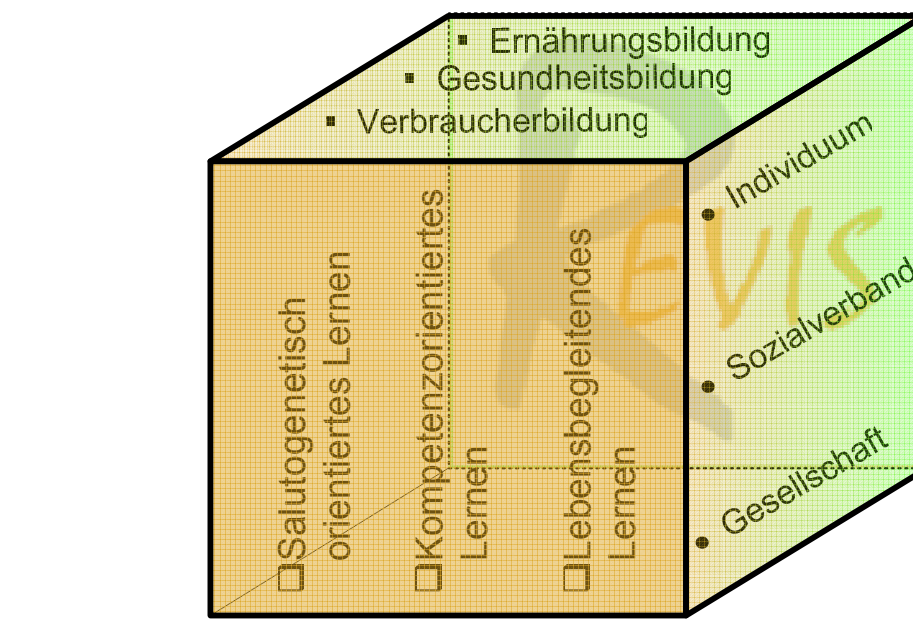 ▪ Ernährungsbildung
▪ Gesundheitsbildung
▪ Verbraucherbildung
❑Salutogenetisch
orientiertes Lernen
❑Kompetenzorientiertes
Lernen
❑Lebensbegleitendes
Lernen
• Individuum
• Sozialverband
• Gesellschaft
REVIS